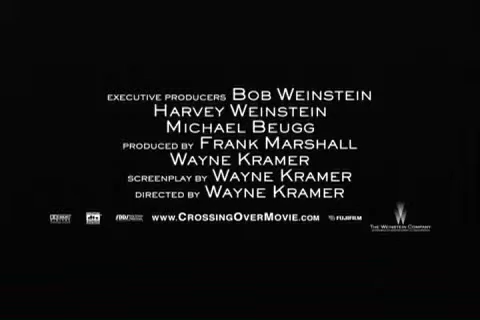 EXECUTIVE PRODUCERS BOB WEINSTEIN
HARVEY WEINSTEIN
MICHAEL BEUGG
PRODUCED BY FRANK MARSHALL
WAYNE KRAMER
SCREENPLAY BY WAYNE KRAMER
DIRECTED BY WAYNE KRAMER
dts www.CROSSINGOVERMOVIE.com FUJIFILM
THE WEINSTEIN COMPANY